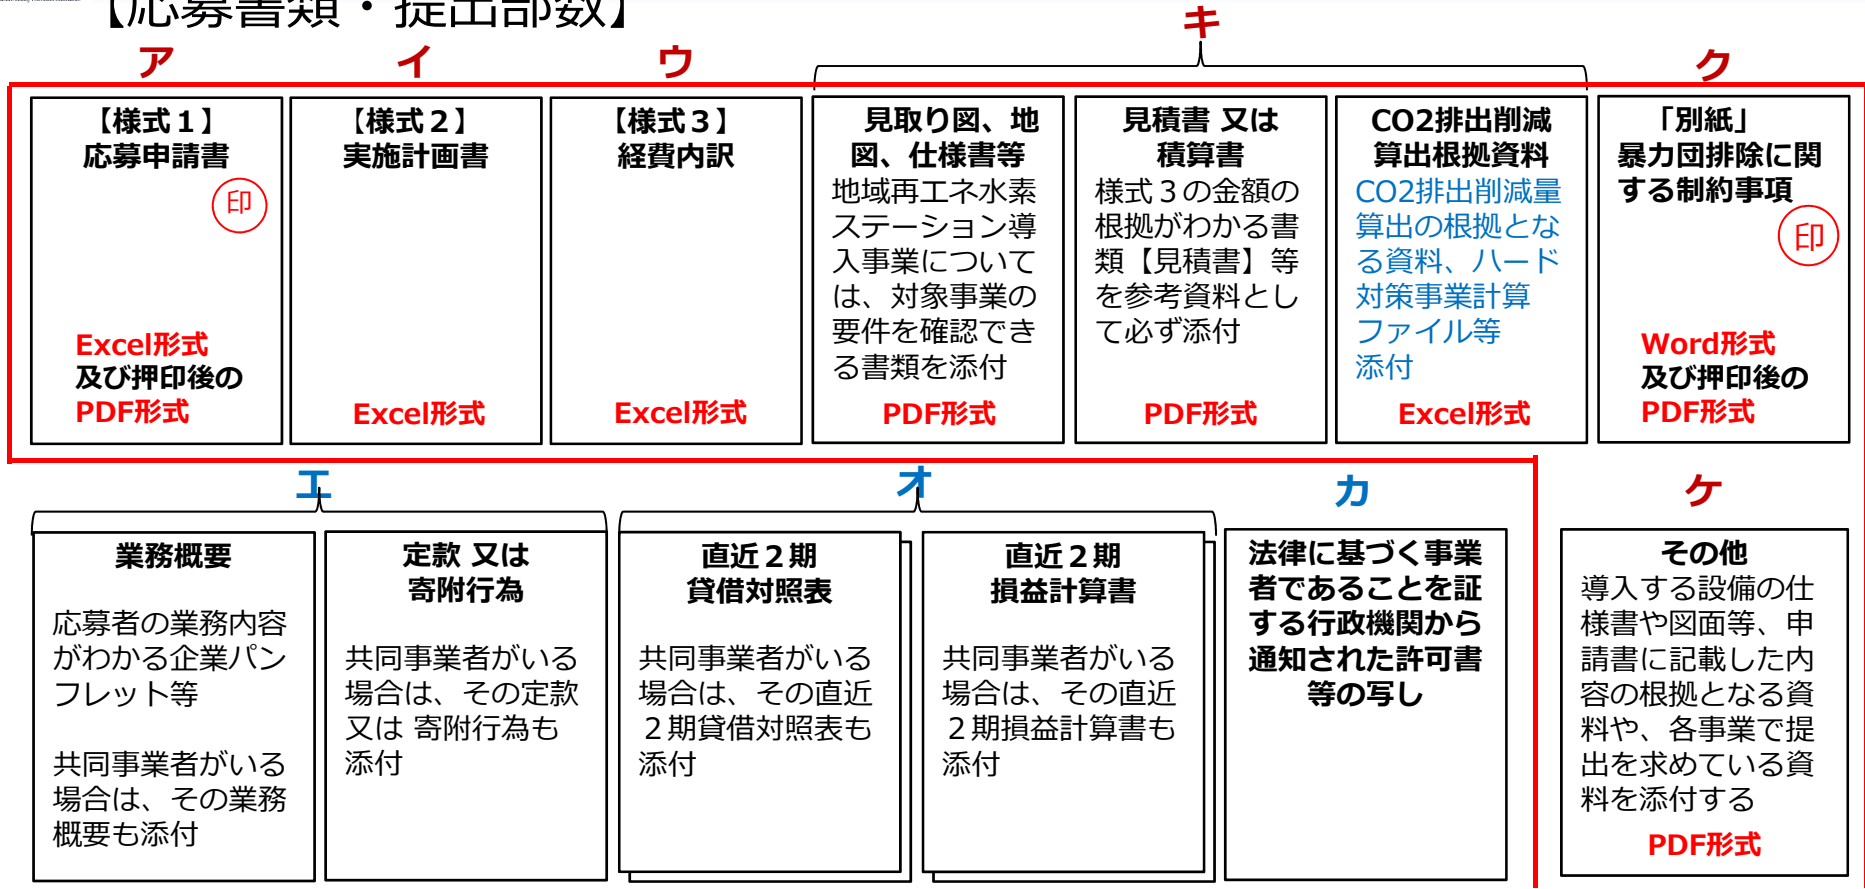 【応募書類・提出部数】
ア
イ
ウ
キ
ク
【様式１】
応募申請書
印
Excel形式
及び押印後の
PDF形式
【様式２】
実施計画書
Excel形式
【様式３】
経費内訳
Excel形式
見取り図、地
図、仕様書等
地域再エネ水素
ステーション導
入事業について
は、対象事業の
要件を確認でき
る書類を添付
PDF形式
見積書 又は
積算書
様式３の金額の
根拠がわかる書
類【見積書】等
を参考資料とし
て必ず添付
PDF形式
CO2排出削減
算出根拠資料
CO2排出削減量
算出の根拠とな
る資料、ハード
対策事業計算
ファイル等
添付
Excel形式
「別紙」
暴力団排除に関
する制約事項
印
Word形式
及び押印後の
PDF形式
エ
オ
カ
ケ
業務概要
応募者の業務内容
がわかる企業パン
フレット等
共同事業者がいる
場合は、その業務
概要も添付
定款 又は
寄附行為
共同事業者がいる
場合は、その定款
又は 寄附行為も
添付
直近２期
貸借対照表
共同事業者がいる
場合は、その直近
２期貸借対照表も
添付
直近２期
損益計算書
共同事業者がいる
場合は、その直近
２期損益計算書も
添付
法律に基づく事業
者であることを証
する行政機関から
通知された許可書
等の写し
その他
導入する設備の仕
様書や図面等、申
請書に記載した内
容の根拠となる資
料や、各事業で提
出を求めている資
料を添付する
PDF形式